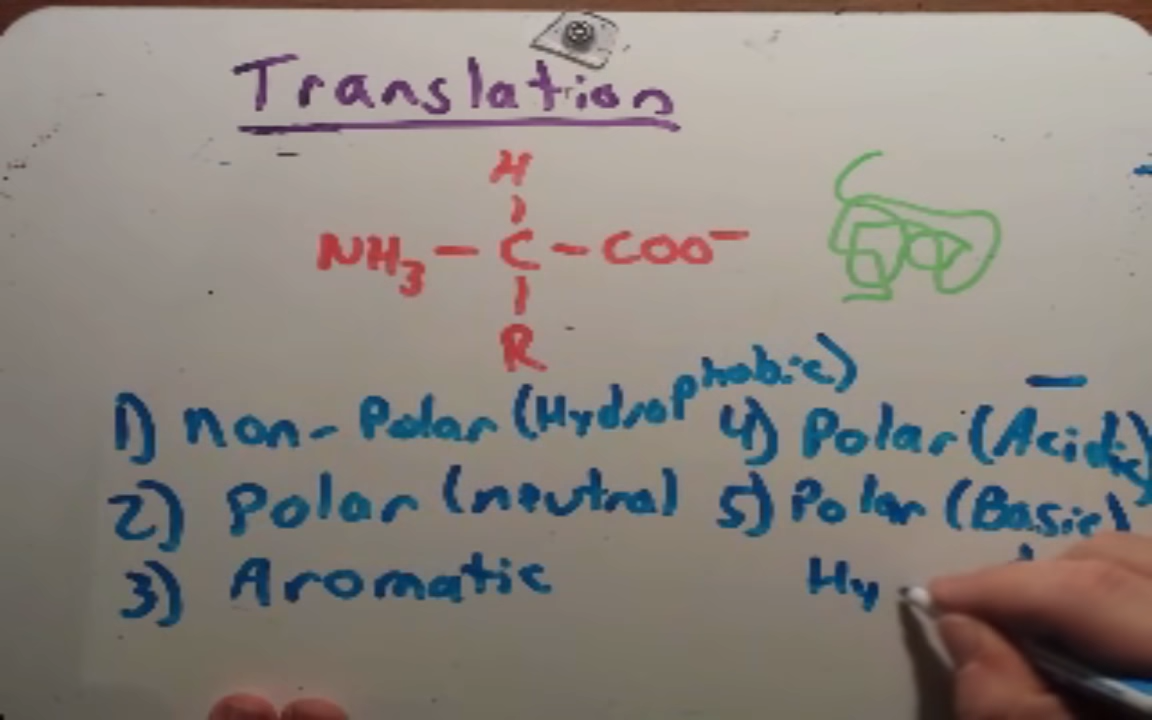 Translation
H
NH3 - C - COO-
R
1) Non-Polar (Hydrophobic)
2) Polar (neutral)
3) Aromatic
4) Polar (Acidic)
5) Polar (Basic)
Hy